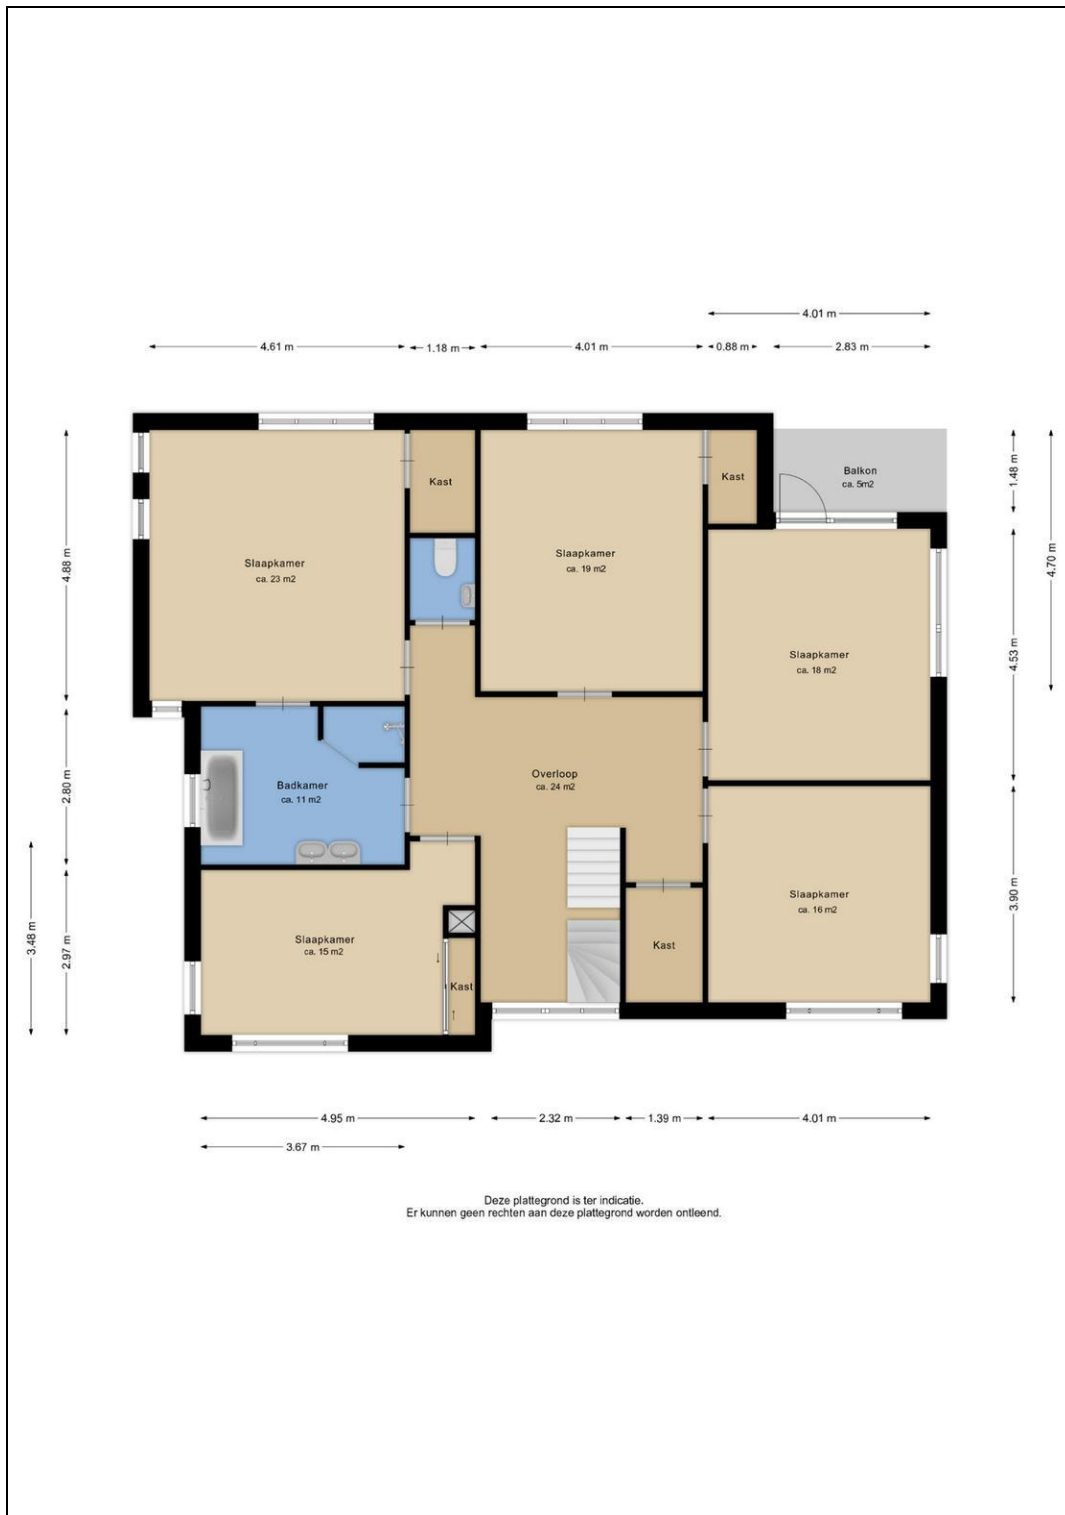 4.01 m
4.61 m
1.18 m
4.01 m
0.88 m
2.83 m
Kast
Kast
Balkon
ca. 5m2
1.48 m
4.70 m
Slaapkamer
ca. 23 m2
Slaapkamer
ca. 19 m2
4.88 m
Slaapkamer
ca. 18 m2
4.53 m
Overloop
ca. 24 m2
Badkamer
ca. 11 m2
2.80 m
Slaapkamer
ca. 16 m2
3.90 m
Slaapkamer
ca. 15 m2
Kast
Kast
3.48 m
2.97 m
4.95 m
2.32 m
1.39 m
4.01 m
3.67 m
Deze plattegrond is ter indicatie.
Er kunnen geen rechten aan deze plattegrond worden ontleend.